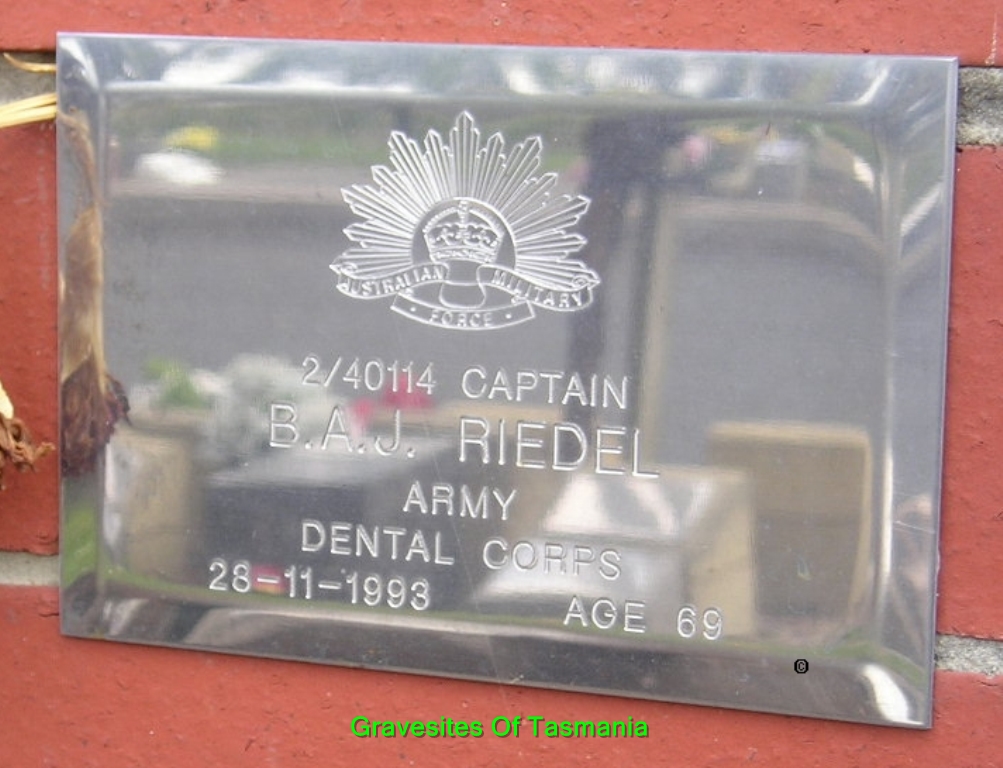 AUSTRALIAN MILITARY
FORCE
2/40114 CAPTAIN
B.A.J. RIEDEL
ARMY
DENTAL CORPS
28-11-1993 AGE 69
©
Gravesites Of Tasmania